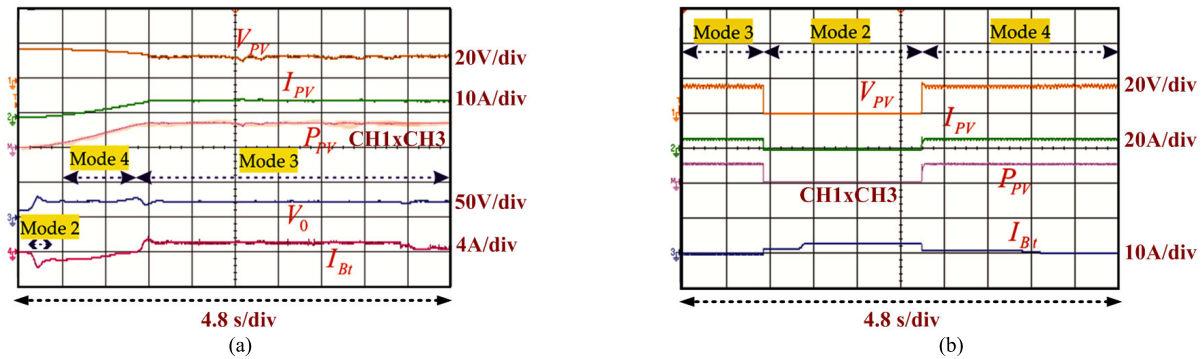 V_PV
20V/div
I_PV
10A/div
P_PV
CH1xCH3
Mode 4
Mode 3
V_0
50V/div
Mode 2
4A/div
I_Bt
4.8 s/div
(a)
Mode 3
Mode 2
Mode 4
V_PV
20V/div
I_PV
20A/div
P_PV
CH1xCH3
I_Bt
10A/div
4.8 s/div
(b)